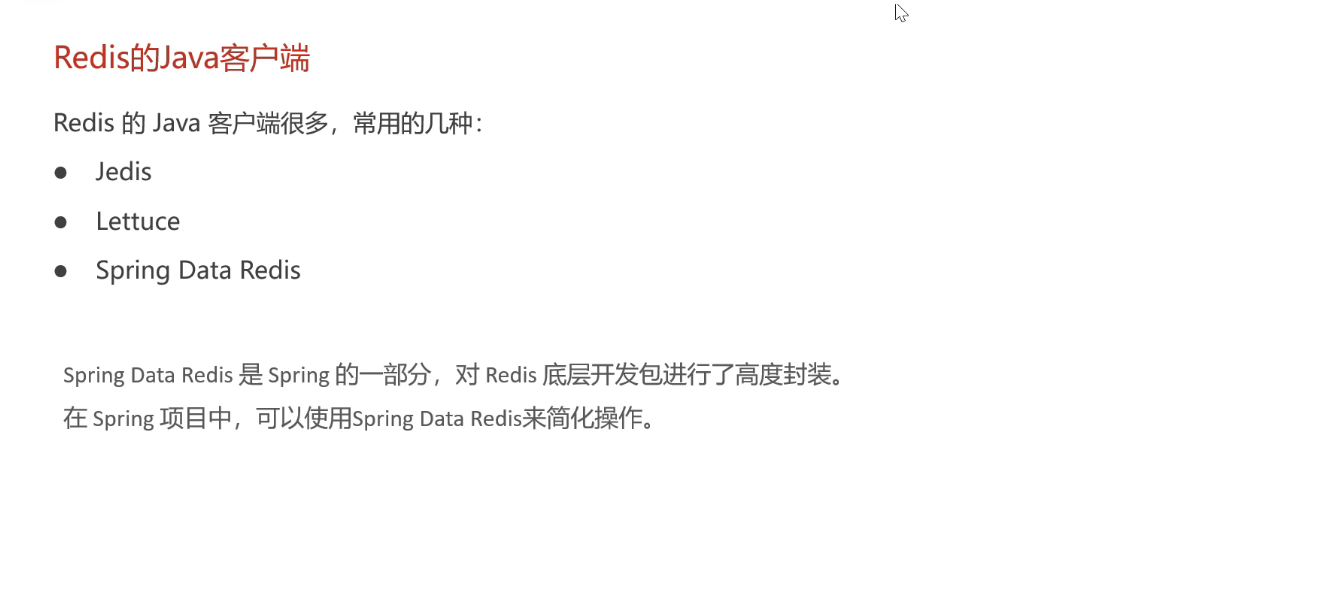 Redis的Java客户端
Redis 的 Java 客户端很多，常用的几种：
● Jedis
● Lettuce
● Spring Data Redis
Spring Data Redis 是 Spring 的一部分，对 Redis 底层开发包进行了高度封装。
在 Spring 项目中，可以使用Spring Data Redis来简化操作。